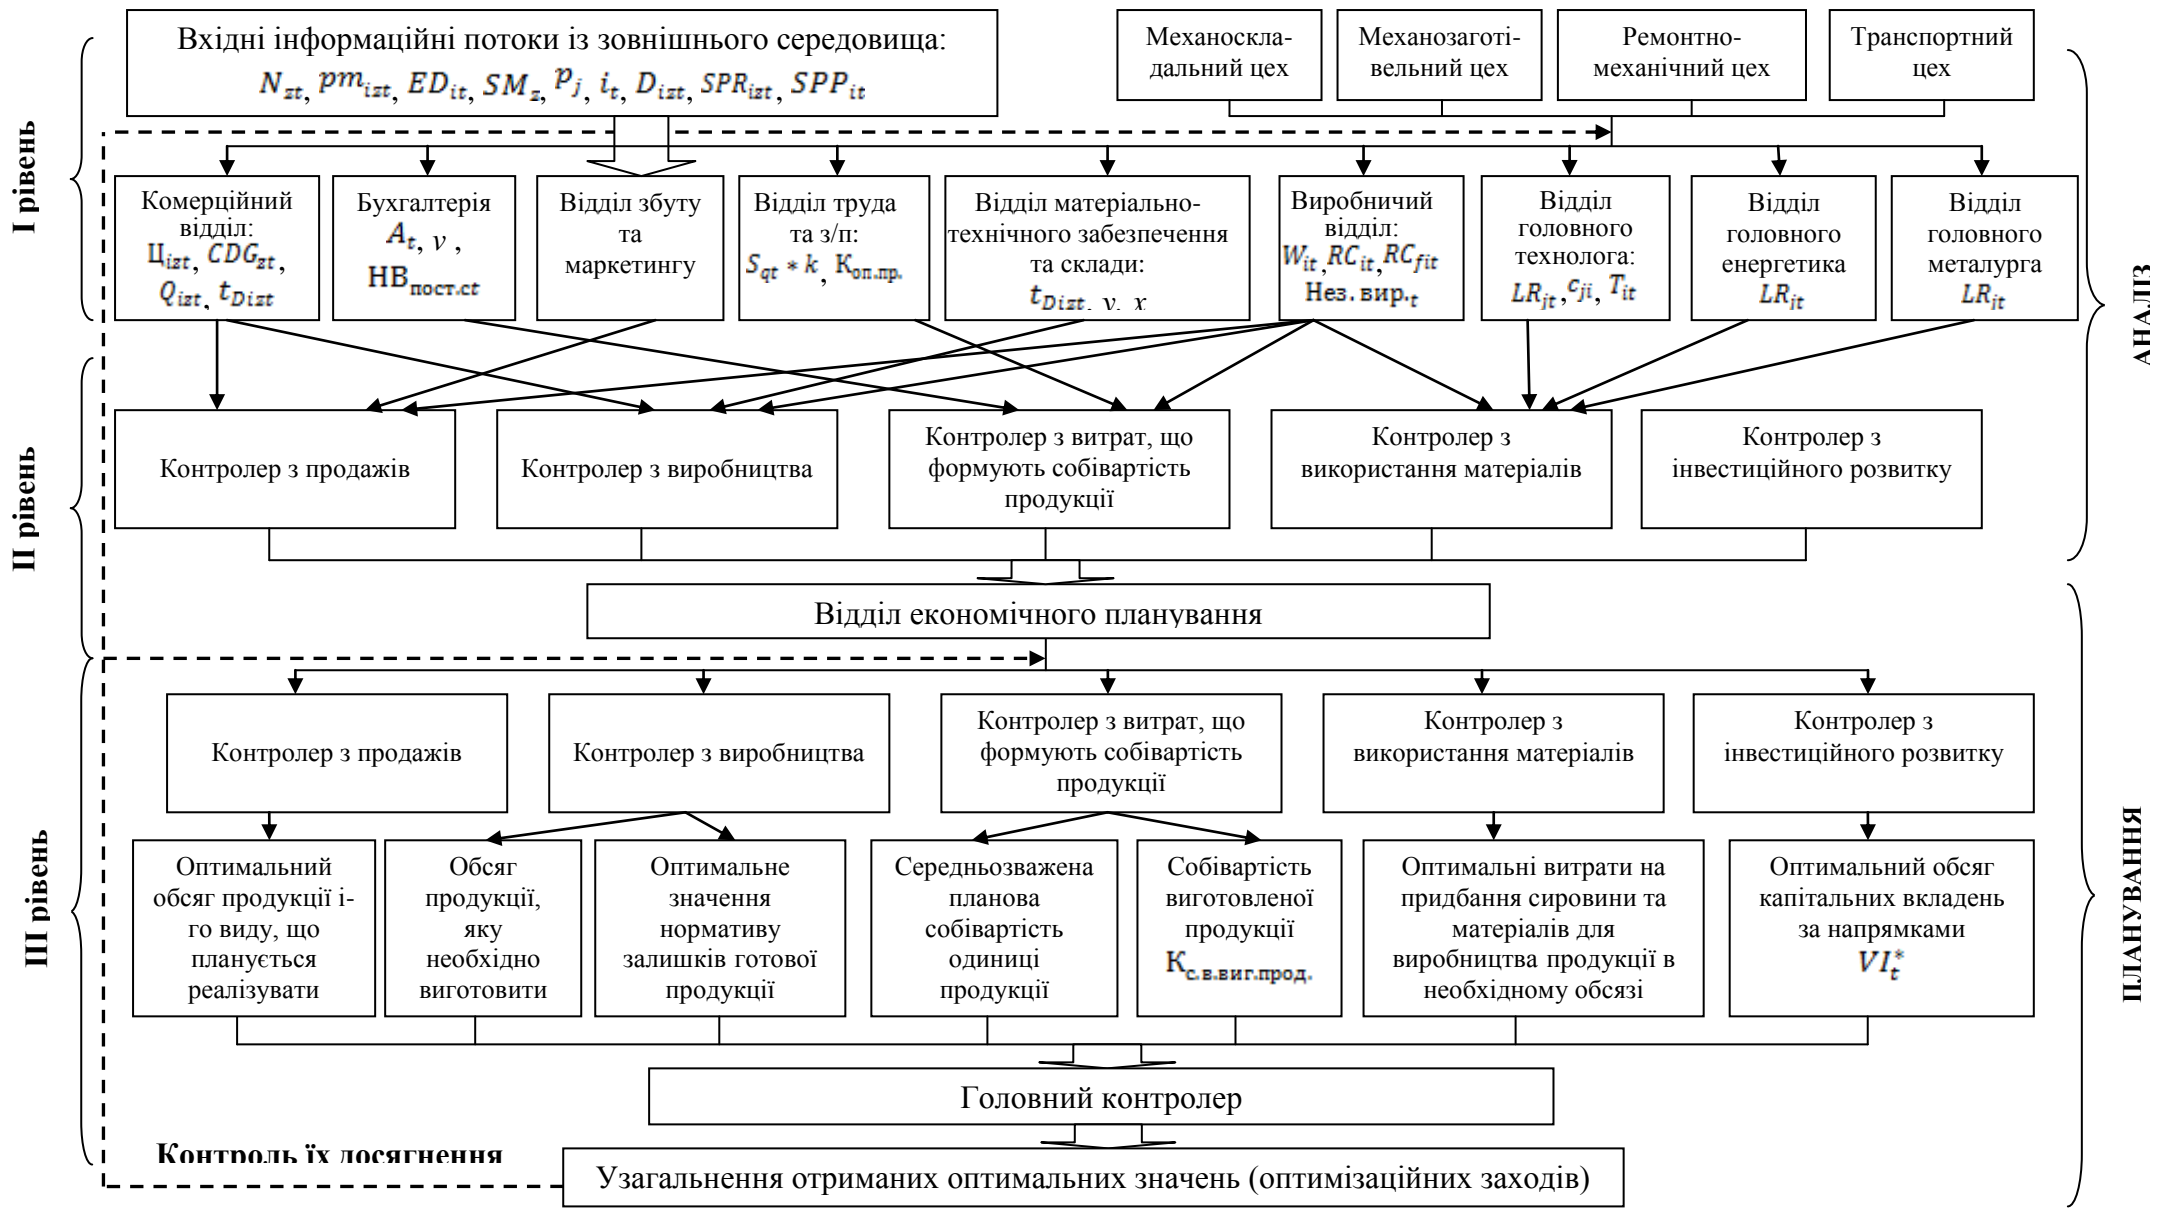 Вхідні інформаційні потоки із зовнішнього середовища:
N_zt, pm_izt, ED_it, SM_z, p_j, i_t, D_izt, SPR_izt, SPP_it
Механоскла-
дальний цех
Механозаготі-
вельний цех
Ремонтно-
механічний цех
Транспортний
цех
І рівень
Комерційний
відділ:
Ц_izt, CDG_zt,
Q_izt, t_Dizt
Бухгалтерія
A_t, v ,
НВ_пост.ct
Відділ збуту
та
маркетингу
Відділ труда
та з/п:
S_qt * k, К_оп.пр.
Відділ матеріально-
технічного забезпечення
та склади:
t_Dizt, v, x
Виробничий
відділ:
W_it, RC_it, RC_fit
Нез. вир._t
Відділ
головного
технолога:
LR_jt, c_ji, T_it
Відділ
головного
енергетика
LR_jt
Відділ
головного
металурга
LR_jt
АНАЛІЗ
ІІ рівень
Контролер з продажів
Контролер з виробництва
Контролер з витрат, що
формують собівартість
продукції
Контролер з
використання матеріалів
Контролер з
інвестиційного розвитку
Відділ економічного планування
ІІІ рівень
Контролер з продажів
Контролер з виробництва
Контролер з витрат, що
формують собівартість
продукції
Контролер з
використання матеріалів
Контролер з
інвестиційного розвитку
ПЛАНУВАННЯ
Оптимальний
обсяг продукції і-
го виду, що
планується
реалізувати
Обсяг
продукції,
яку
необхідно
виготовити
Оптимальне
значення
нормативу
залишків готової
продукції
Середньозважена
планова
собівартість
одиниці
продукції
Собівартість
виготовленої
продукції
К_с.в.виг.прод.
Оптимальні витрати на
придбання сировини та
матеріалів для
виробництва продукції в
необхідному обсязі
Оптимальний обсяг
капітальних вкладень
за напрямками
VI_t^*
Головний контролер
Контроль їх досягнення
Узагальнення отриманих оптимальних значень (оптимізаційних заходів)